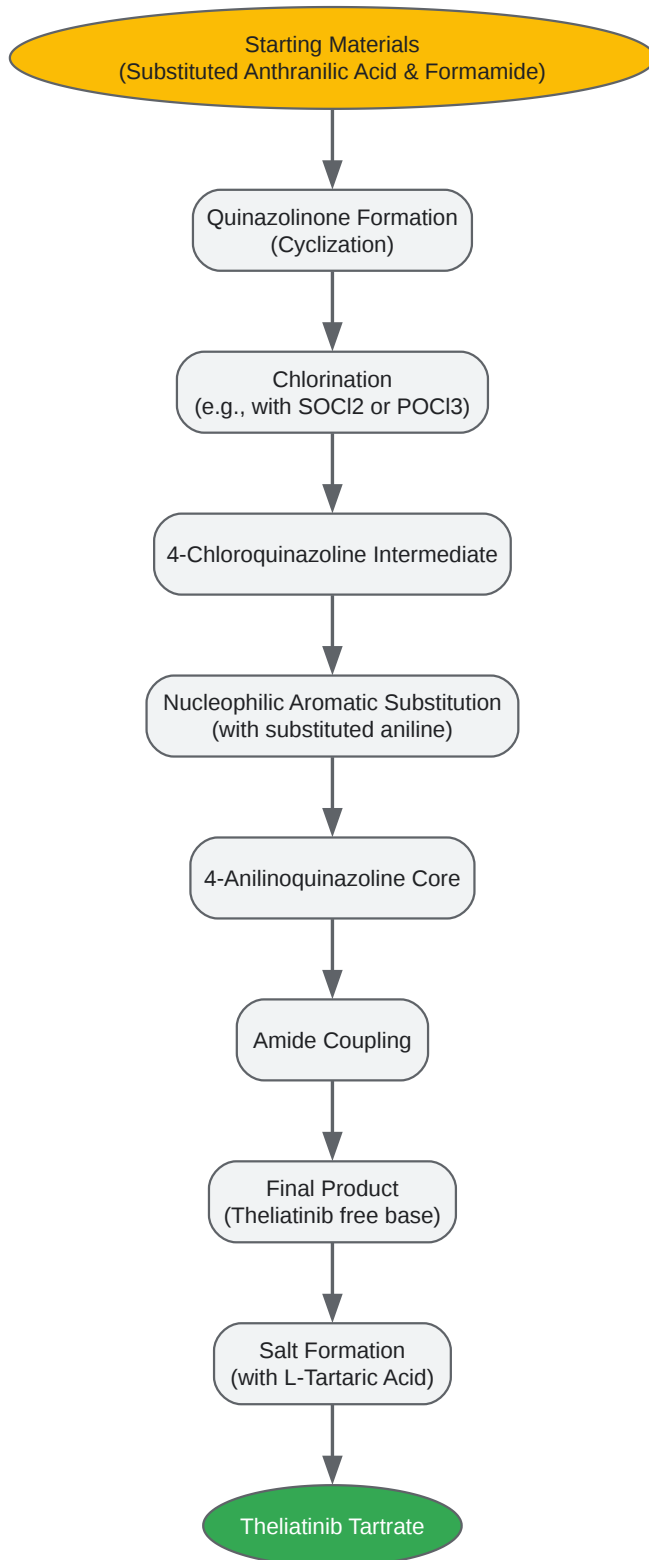 Starting Materials
(Substituted Anthranilic Acid & Formamide)
Quinazolinone Formation
(Cyclization)
Chlorination
(e.g., with SOCl2 or POCl3)
4-Chloroquinazoline Intermediate
Nucleophilic Aromatic Substitution
(with substituted aniline)
4-Anilinoquinazoline Core
Amide Coupling
Final Product
(Theliatinib free base)
Salt Formation
(with L-Tartaric Acid)
Theliatinib Tartrate